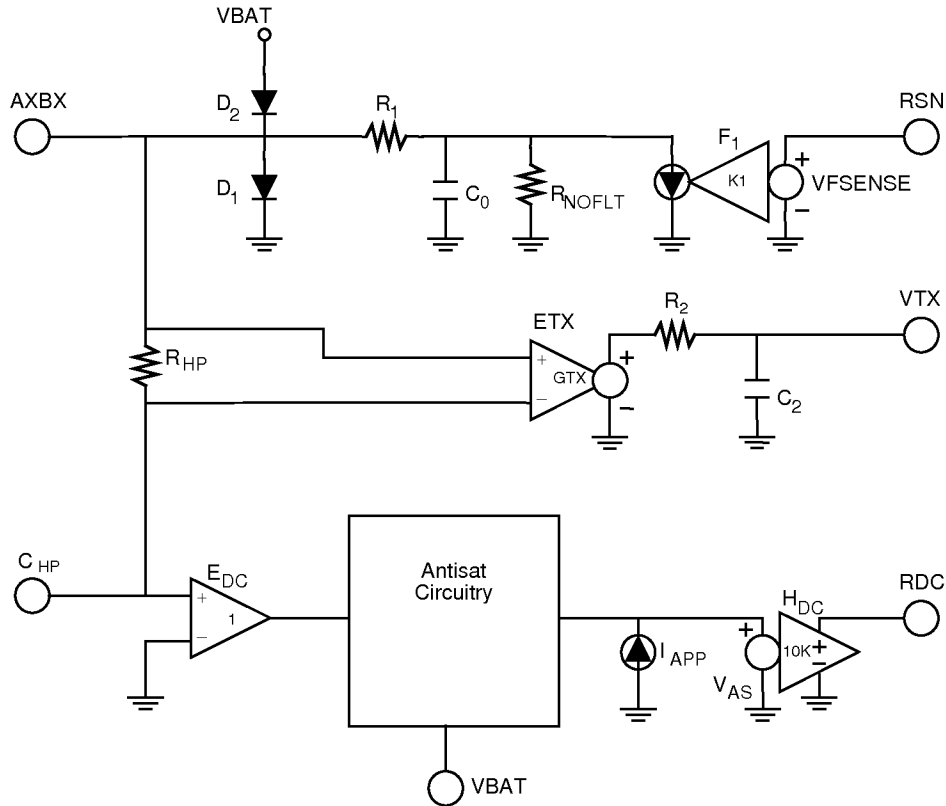 VBAT
AXBX
D2
R1
RSN
F1
K1
+
VFSENSE
−
D1
C0
RNOFLT
ETX
R2
VTX
RHP
+
GTX
+
−
−
C2
CHP
EDC
+
1
−
Antisat
Circuitry
HDC
RDC
+
10K
+
−
IAPP
VAS
VBAT